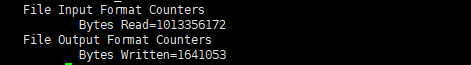 File Input Format Counters
Bytes Read=1013356172
File Output Format Counters
Bytes Written=1641053